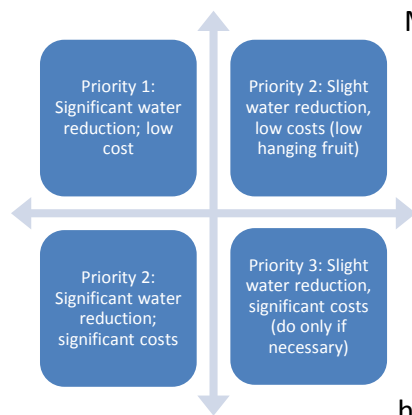 M
Priority 1:
Significant water
reduction; low
cost
Priority 2: Slight
water reduction,
low costs (low
hanging fruit)
Priority 2:
Significant water
reduction;
significant costs
Priority 3: Slight
water reduction,
significant costs
(do only if
necessary)
h